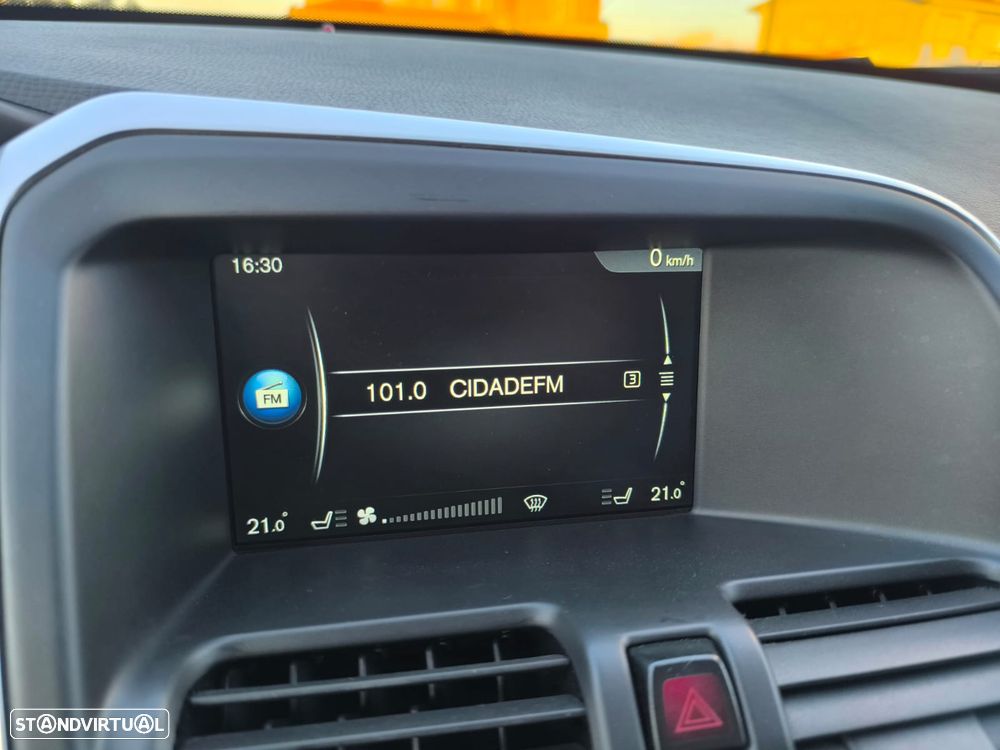 16:30
0 km/h
FM
101.0 CIDADEFM 3
21.0° 21.0°
STANDVIRTUAL